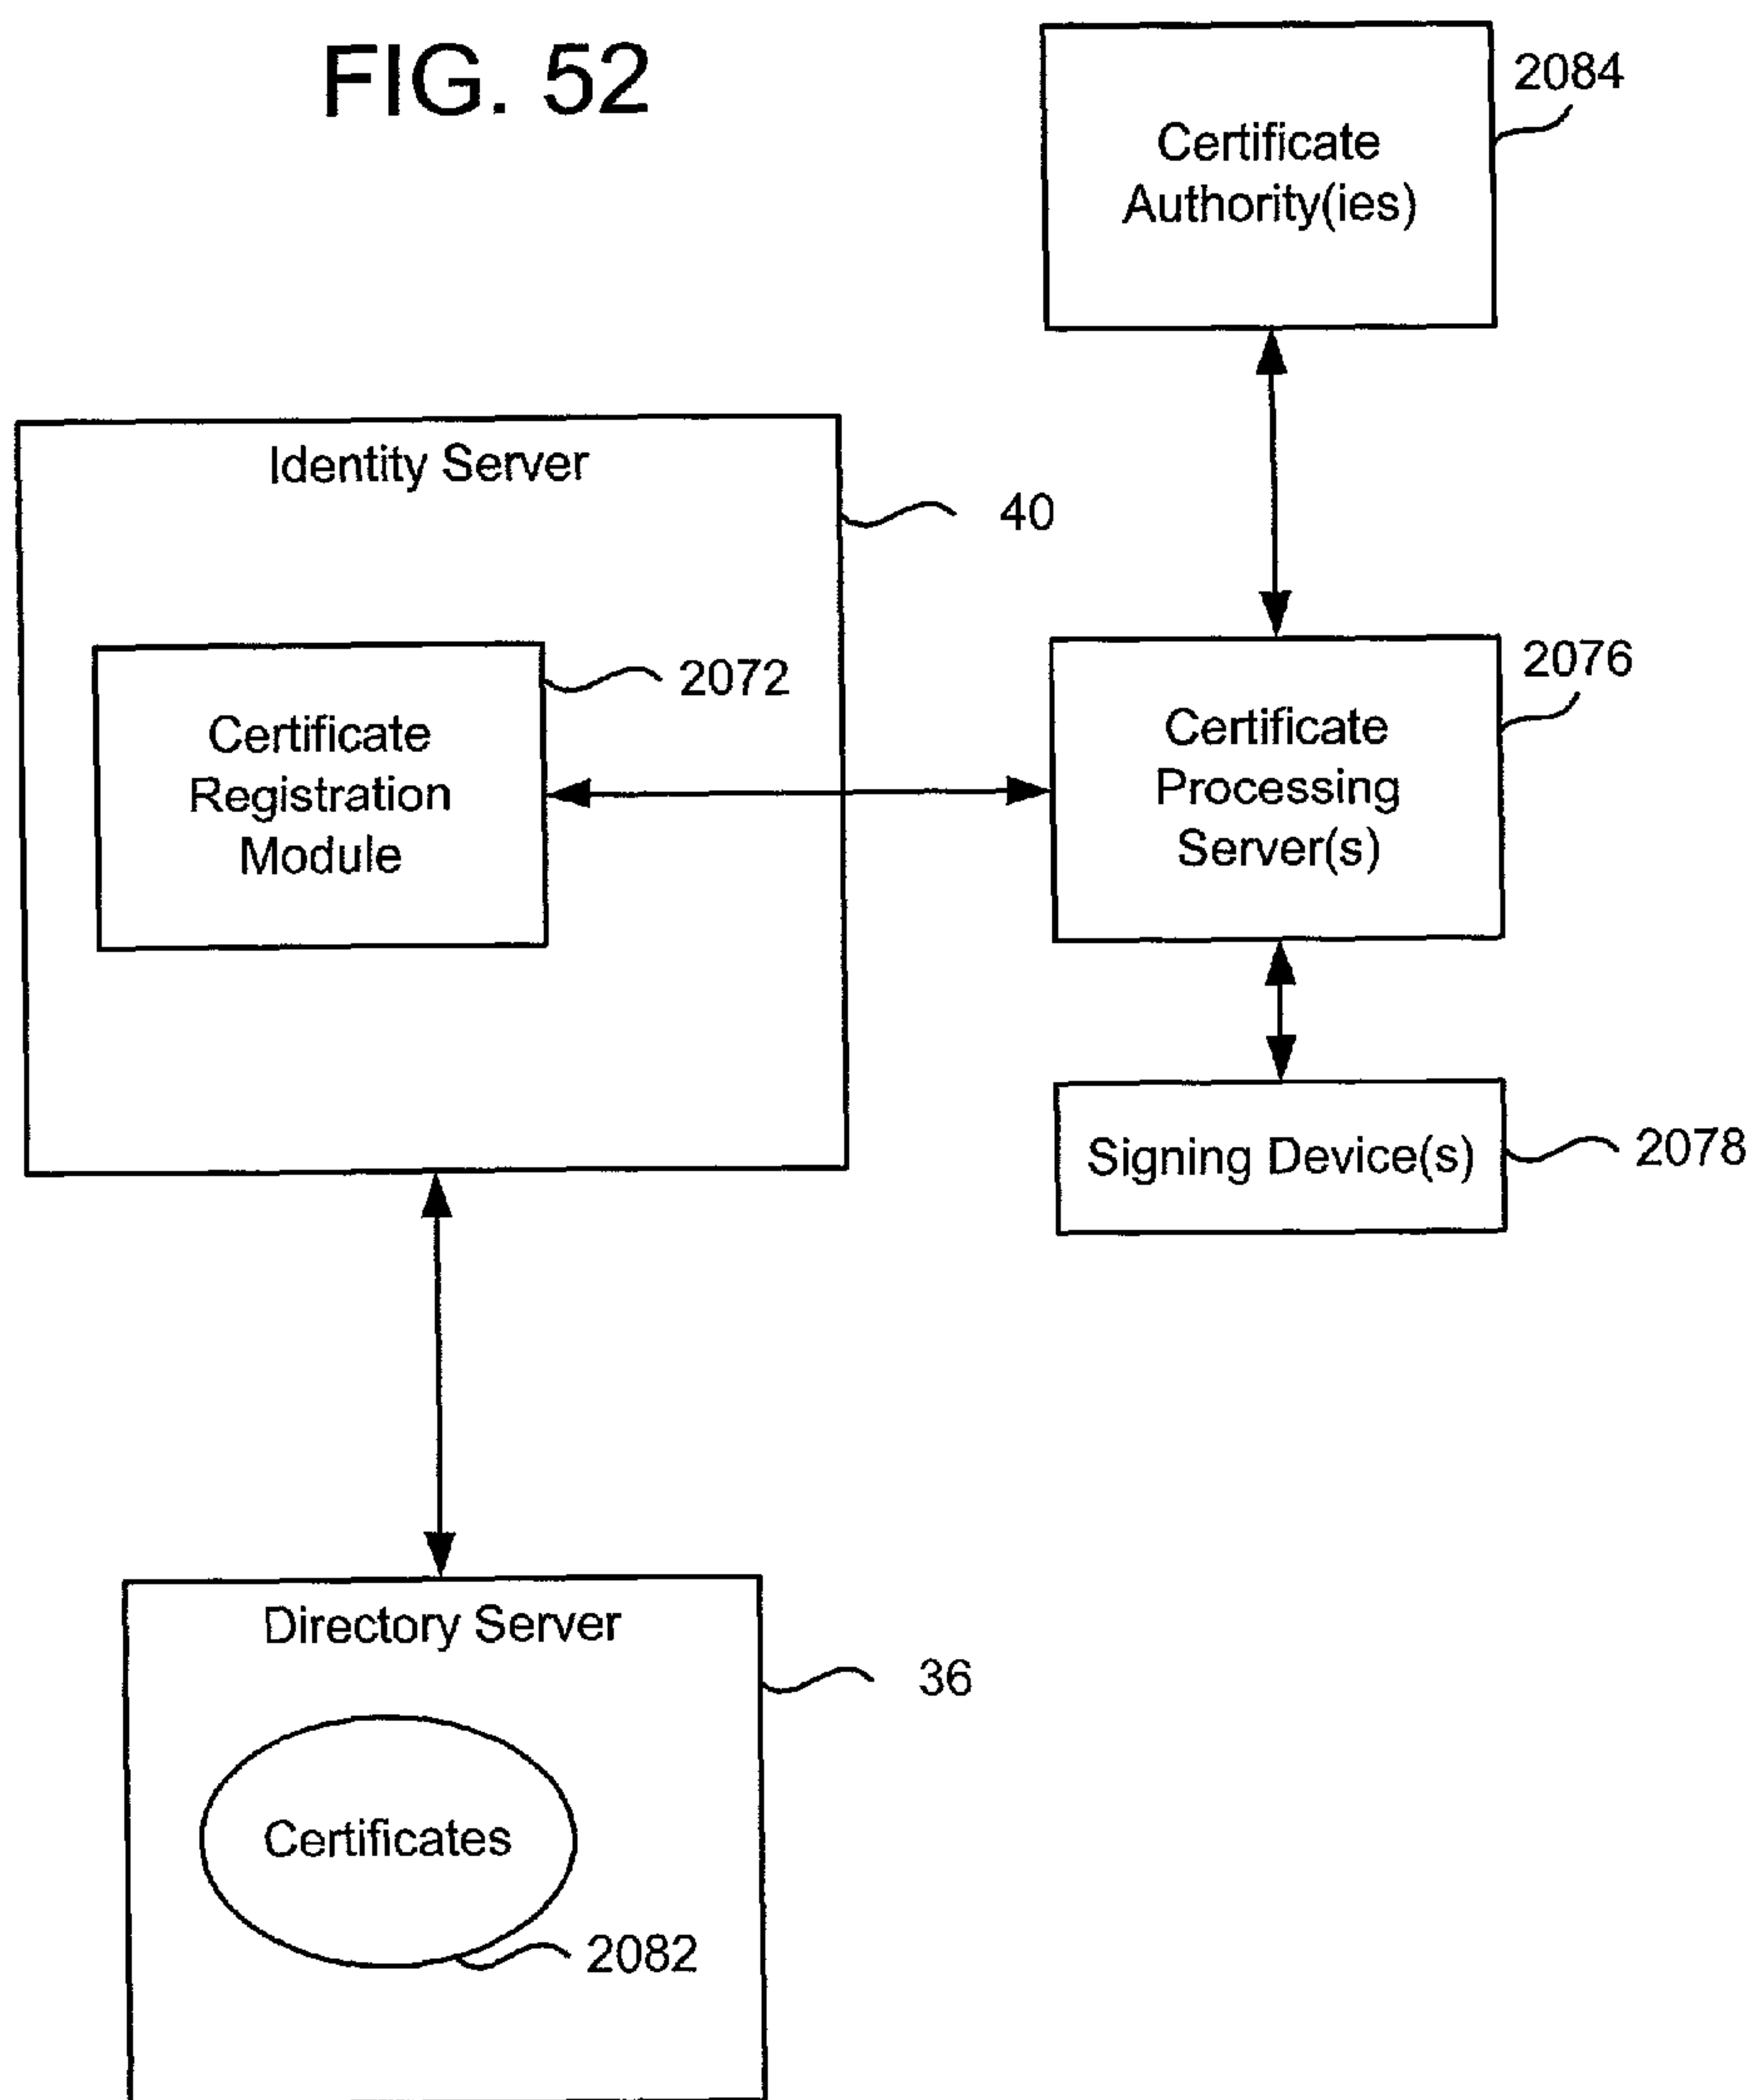 FIG. 52
2084
Certificate
Authority(ies)
Identity Server
40
2072
Certificate
Registration
Module
2076
Certificate
Processing
Server(s)
Signing Device(s)
2078
Directory Server
36
Certificates
2082